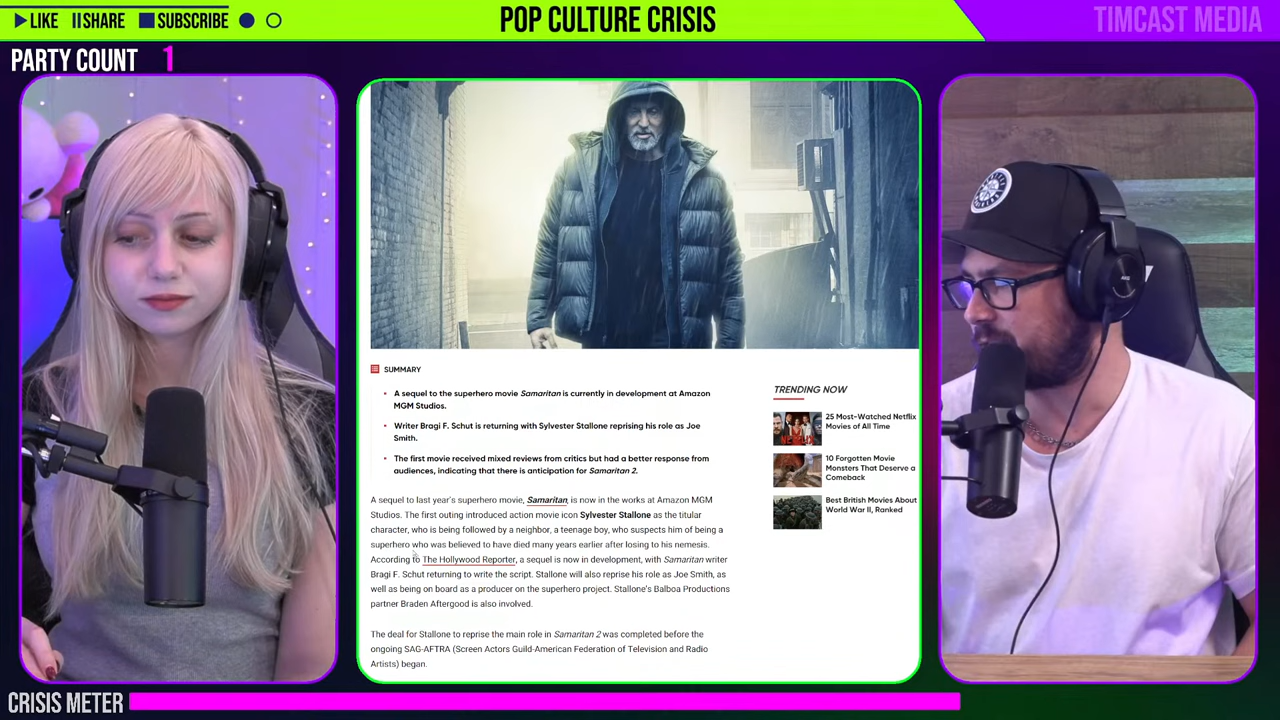 LIKE SHARE SUBSCRIBE
POP CULTURE CRISIS
TIMCAST MEDIA
PARTY COUNT 1
SUMMARY
• A sequel to the superhero movie Samaritan is currently in development at Amazon
MGM Studios.
• Writer Bragi F. Schut is returning with Sylvester Stallone reprising his role as Joe
Smith.
• The first movie received mixed reviews from critics but had a better response from
audiences, indicating that there is anticipation for Samaritan 2.
A sequel to last year's superhero movie, Samaritan, is now in the works at Amazon MGM
Studios. The first outing introduced action movie icon Sylvester Stallone as the titular
character, who is being followed by a neighbor, a teenage boy, who suspects him of being a
superhero who was believed to have died many years earlier after losing to his nemesis.
According to The Hollywood Reporter, a sequel is now in development, with Samaritan writer
Bragi F. Schut returning to write the script. Stallone will also reprise his role as Joe Smith, as
well as being on board as a producer on the superhero project. Stallone's Balboa Productions
partner Braden Aftergood is also involved.
The deal for Stallone to reprise the main role in Samaritan 2 was completed before the
ongoing SAG-AFTRA (Screen Actors Guild-American Federation of Television and Radio
Artists) began.
TRENDING NOW
25 Most-Watched Netflix
Movies of All Time
10 Forgotten Movie
Monsters That Deserve a
Comeback
Best British Movies About
World War II, Ranked
CRISIS METER